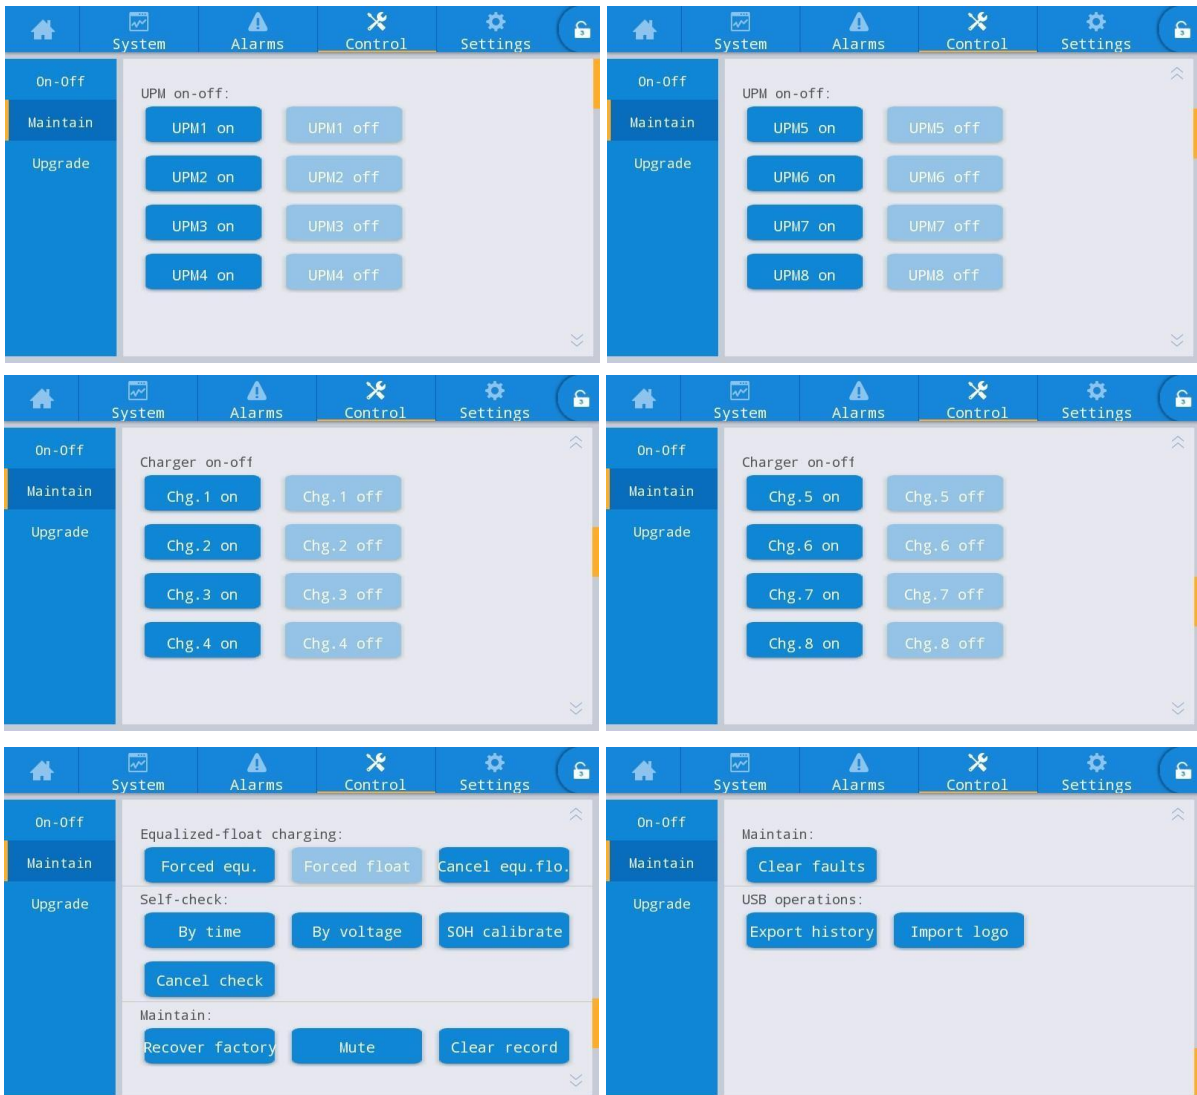 System Alarms Control Settings 3
On-Off
Maintain
Upgrade
UPM on-off:
UPM1 on UPM1 off
UPM2 on UPM2 off
UPM3 on UPM3 off
UPM4 on UPM4 off
System Alarms Control Settings 3
On-Off
Maintain
Upgrade
UPM on-off:
UPM5 on UPM5 off
UPM6 on UPM6 off
UPM7 on UPM7 off
UPM8 on UPM8 off
System Alarms Control Settings 3
On-Off
Maintain
Upgrade
Charger on-off
Chg.1 on Chg.1 off
Chg.2 on Chg.2 off
Chg.3 on Chg.3 off
Chg.4 on Chg.4 off
System Alarms Control Settings 3
On-Off
Maintain
Upgrade
Charger on-off
Chg.5 on Chg.5 off
Chg.6 on Chg.6 off
Chg.7 on Chg.7 off
Chg.8 on Chg.8 off
System Alarms Control Settings 3
On-Off
Maintain
Upgrade
Equalized-float charging:
Forced equ. Forced float Cancel equ.flo.
Self-check:
By time By voltage SOH calibrate
Cancel check
Maintain:
Recover factory Mute Clear record
System Alarms Control Settings 3
On-Off
Maintain
Upgrade
Maintain:
Clear faults
USB operations:
Export history Import logo